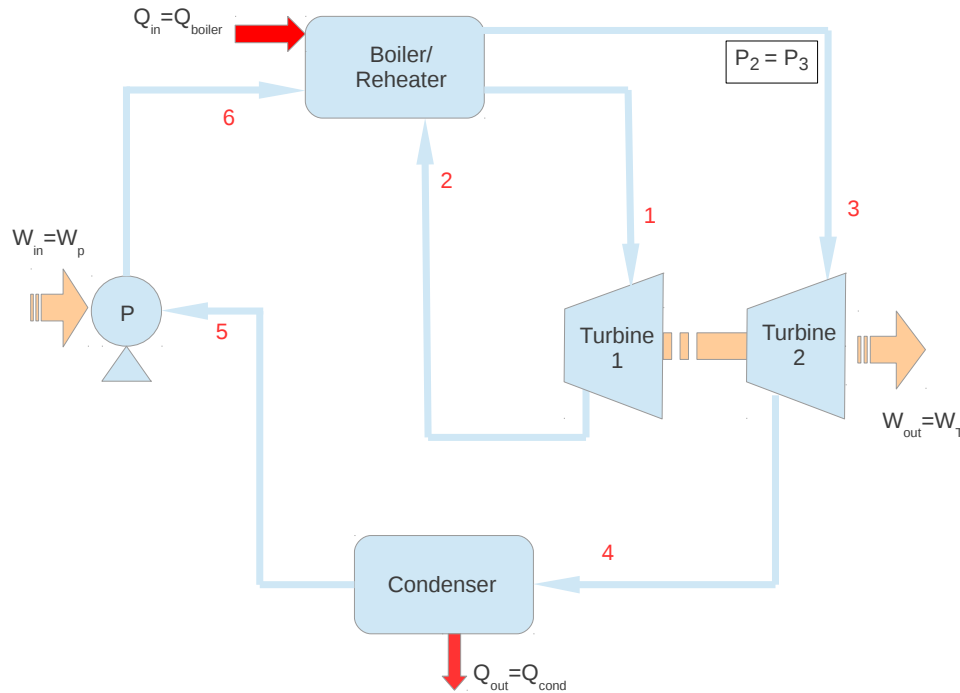 Q_in=Q_boiler
Boiler/
Reheater
P_2 = P_3
6
2
1
3
W_in=W_p
P
5
Turbine
1
Turbine
2
W_out=W_T
4
Condenser
Q_out=Q_cond